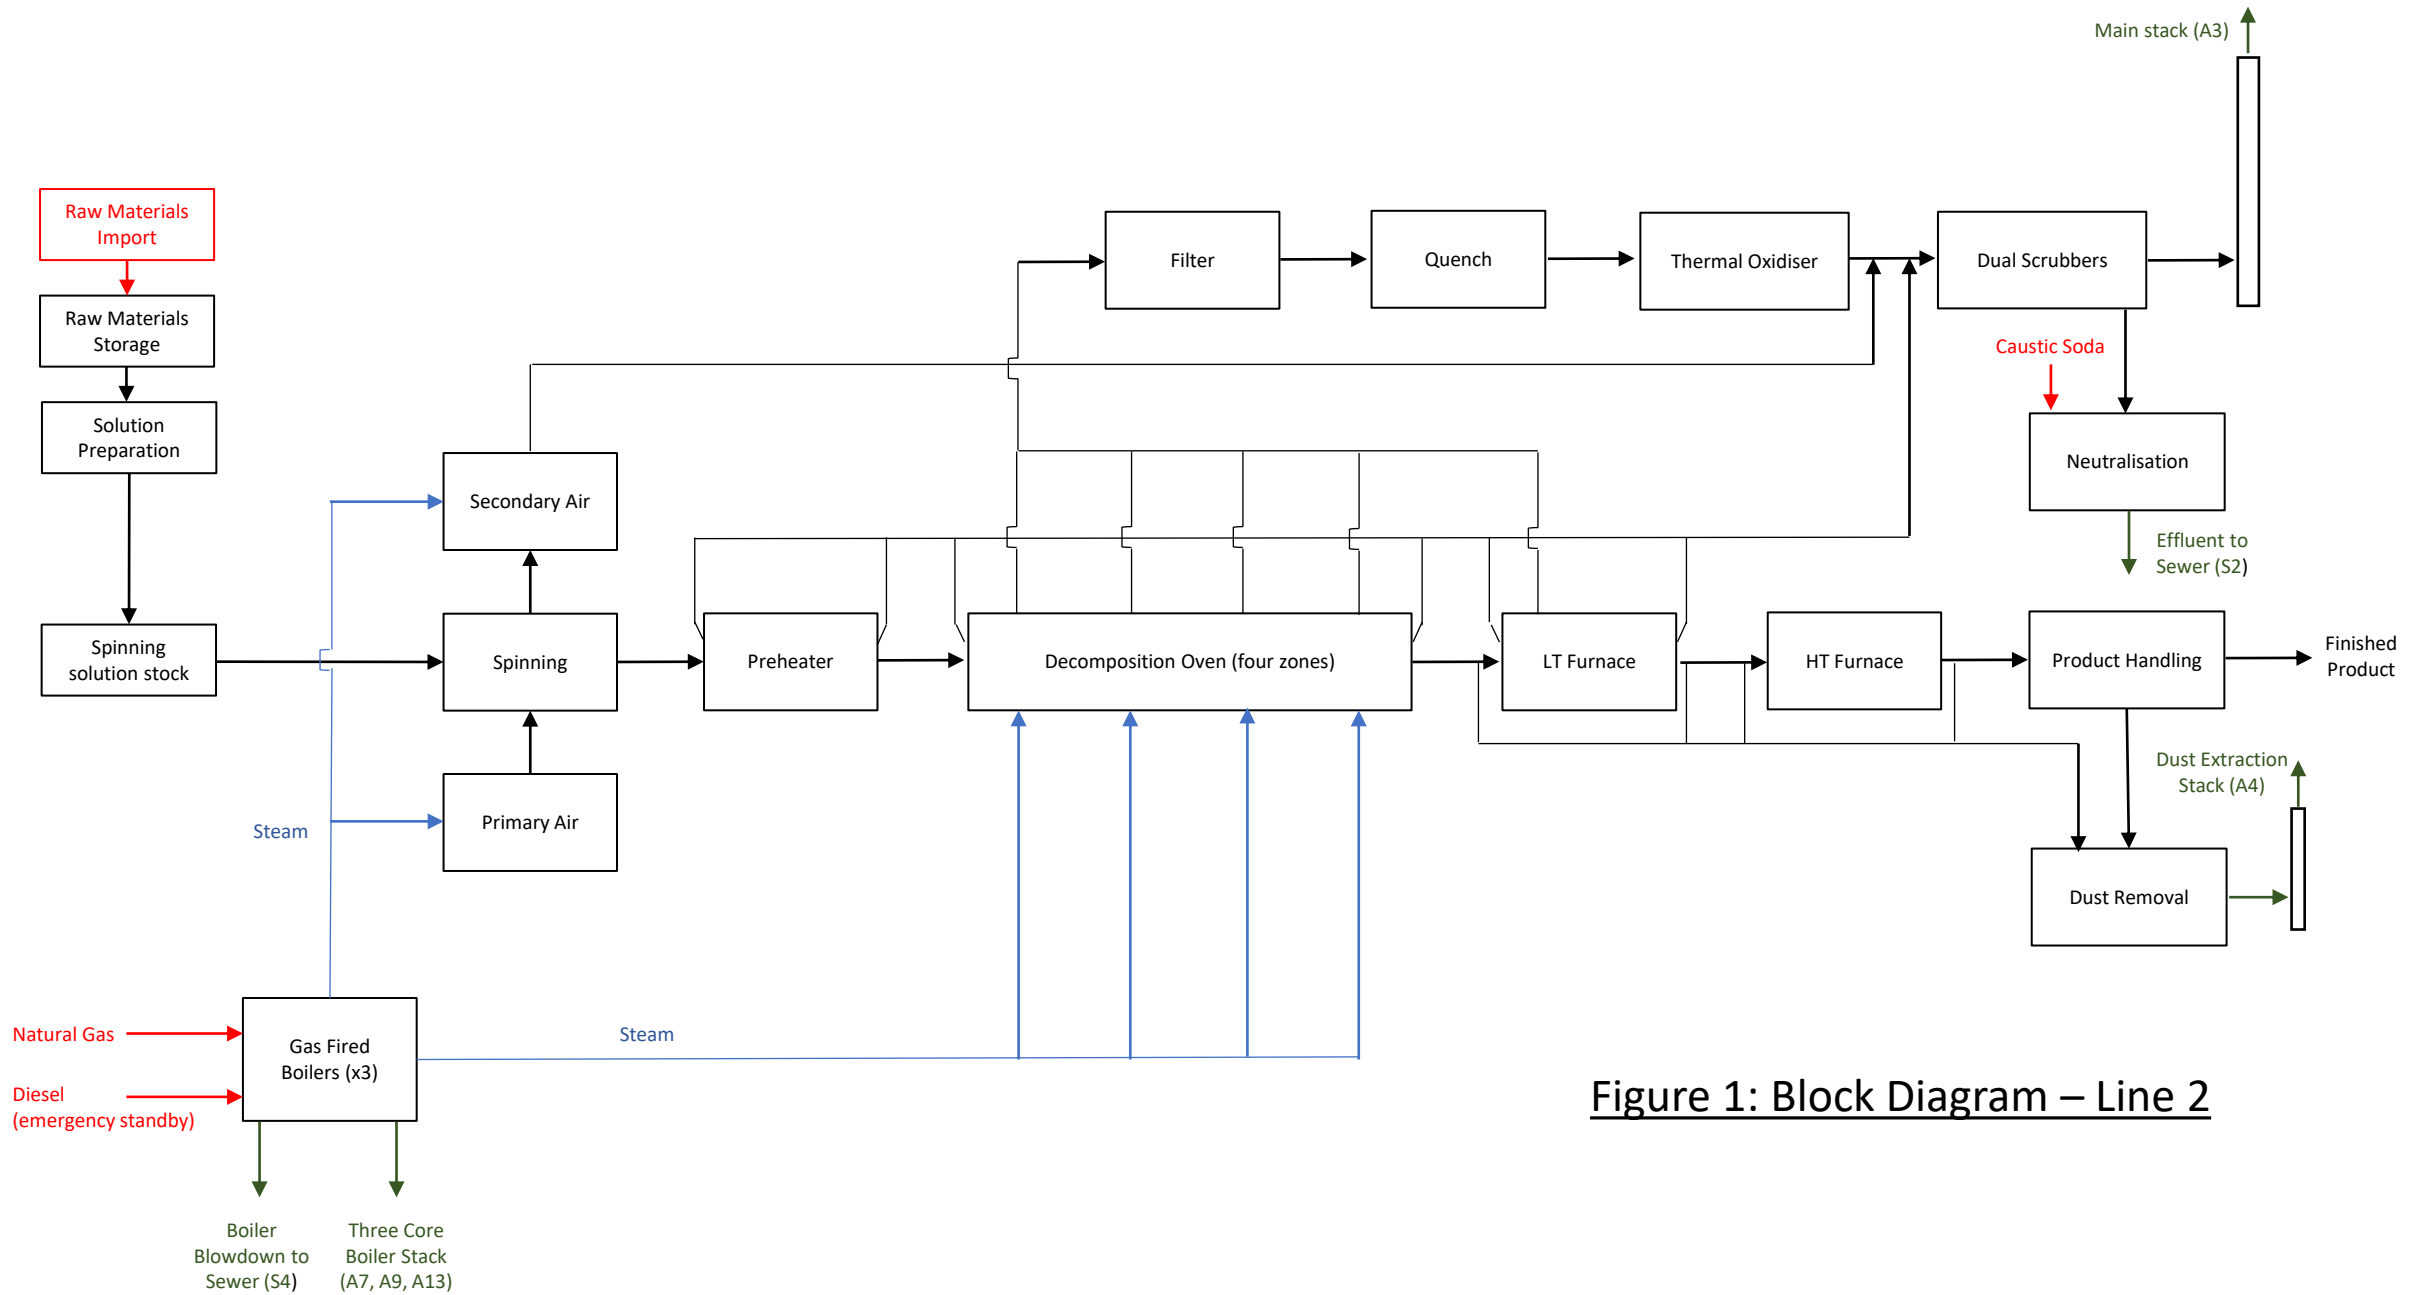 Main stack (A3)
Raw Materials
Import
Raw Materials
Storage
Solution
Preparation
Spinning
solution stock
Filter
Quench
Thermal Oxidiser
Dual Scrubbers
Caustic Soda
Neutralisation
Effluent to
Sewer (S2)
Secondary Air
Spinning
Preheater
Decomposition Oven (four zones)
LT Furnace
HT Furnace
Product Handling
Finished
Product
Primary Air
Steam
Dust Extraction
Stack (A4)
Dust Removal
Natural Gas
Diesel
(emergency standby)
Gas Fired
Boilers (x3)
Steam
Boiler
Blowdown to
Sewer (S4)
Three Core
Boiler Stack
(A7, A9, A13)
Figure 1: Block Diagram – Line 2